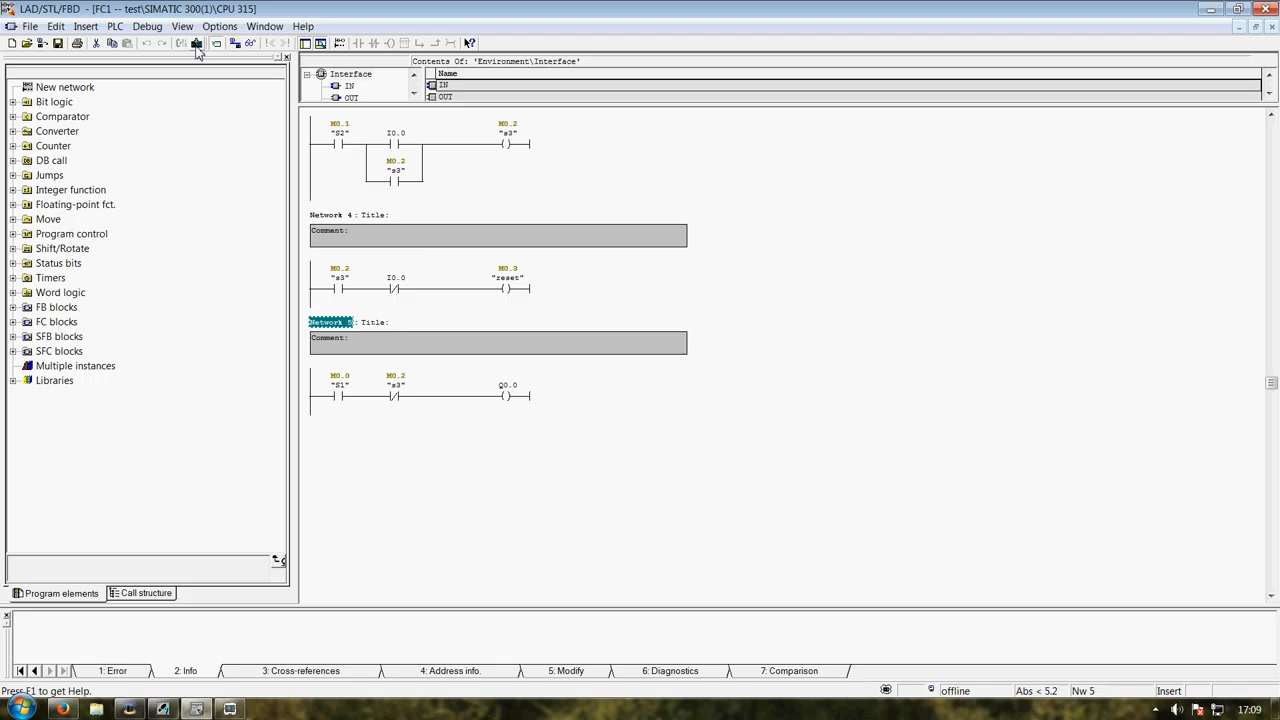 LAD/STL/FBD - [FC1 -- test\SIMATIC 300(1)\CPU 315]
File Edit Insert PLC Debug View Options Window Help
New network
Bit logic
Comparator
Converter
Counter
DB call
Jumps
Integer function
Floating-point fct.
Move
Program control
Shift/Rotate
Status bits
Timers
Word logic
FB blocks
FC blocks
SFB blocks
SFC blocks
Multiple instances
Libraries
Program elements Call structure
Contents Of: 'Environment\Interface'
Interface
IN
OUT
Name
IN
OUT
M0.1 M0.2
"S2" I0.0 "s3"
M0.2
"s3"
Network 4 : Title:
Comment:
M0.2 M0.3
"s3" I0.0 "reset"
Network 5 : Title:
Comment:
M0.0 M0.2
"S1" "s3" Q0.0
1: Error 2: Info 3: Cross-references 4: Address info. 5: Modify 6: Diagnostics 7: Comparison
Press F1 to get Help. offline Abs < 5.2 Nw 5 Insert
17:09